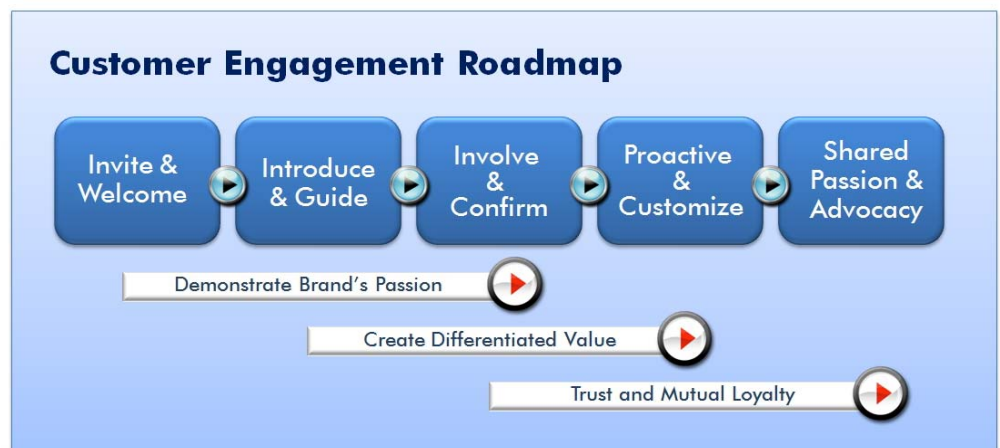 Customer Engagement Roadmap
Invite &
Welcome
Introduce
& Guide
Involve
&
Confirm
Proactive
&
Customize
Shared
Passion &
Advocacy
Demonstrate Brand's Passion
Create Differentiated Value
Trust and Mutual Loyalty